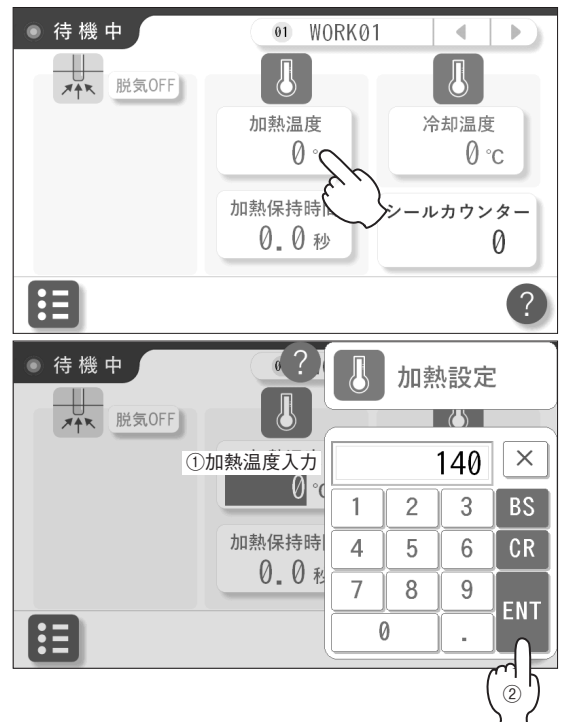 待機中
01 WORK01
脱気OFF
加熱温度
0 °
冷却温度
0 °C
加熱保持時間
0.0 秒
シールカウンター
0
?
待機中
0
?
加熱設定
脱気OFF
①加熱温度入力
140
×
0 °C
1 2 3 BS
加熱保持時間
4 5 6 CR
0.0 秒
7 8 9
ENT
0 .
②